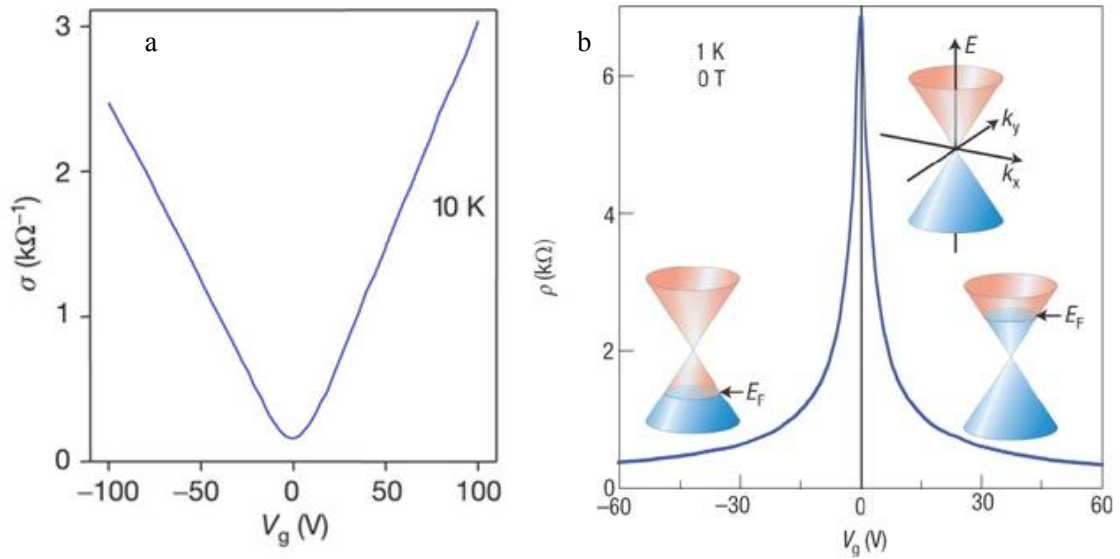 a
3
2
1
0
σ (kΩ⁻¹)
10 K
−100
−50
0
50
100
V_g (V)
b
1 K
0 T
E
k_y
k_x
6
4
2
0
ρ (kΩ)
E_F
E_F
−60
−30
0
30
60
V_g (V)